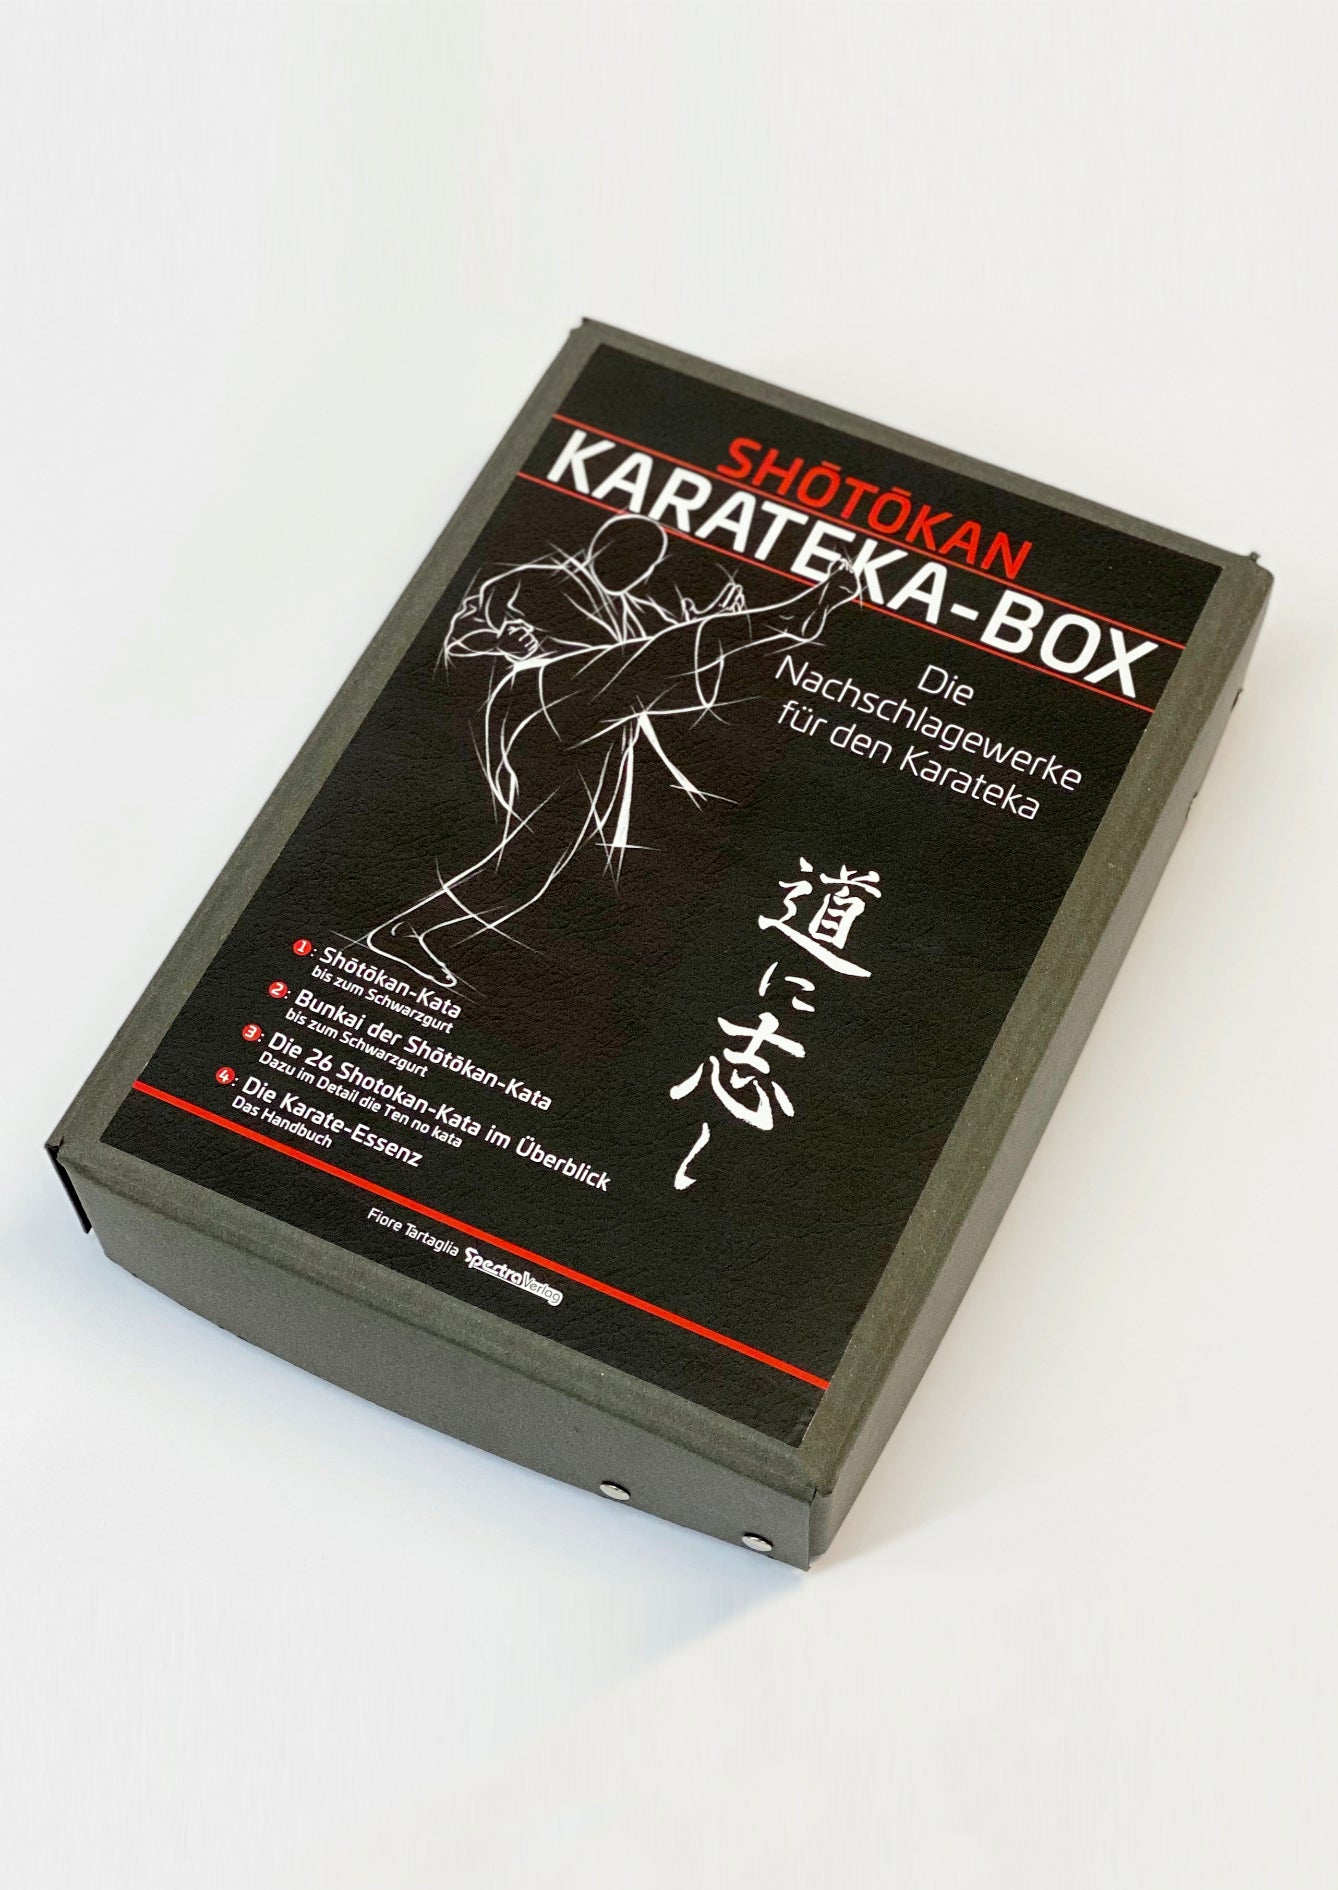 SHŌTŌKAN
KARATEKA-BOX
Die
Nachschlagewerke
für den Karateka
道に志し
1: Shōtōkan-Kata
bis zum Schwarzgurt
2: Bunkai der Shōtōkan-Kata
bis zum Schwarzgurt
3: Die 26 Shotokan-Kata im Überblick
Dazu im Detail die Ten no kata
4: Die Karate-Essenz
Das Handbuch
Fiore Tartaglia SpectraVerlag